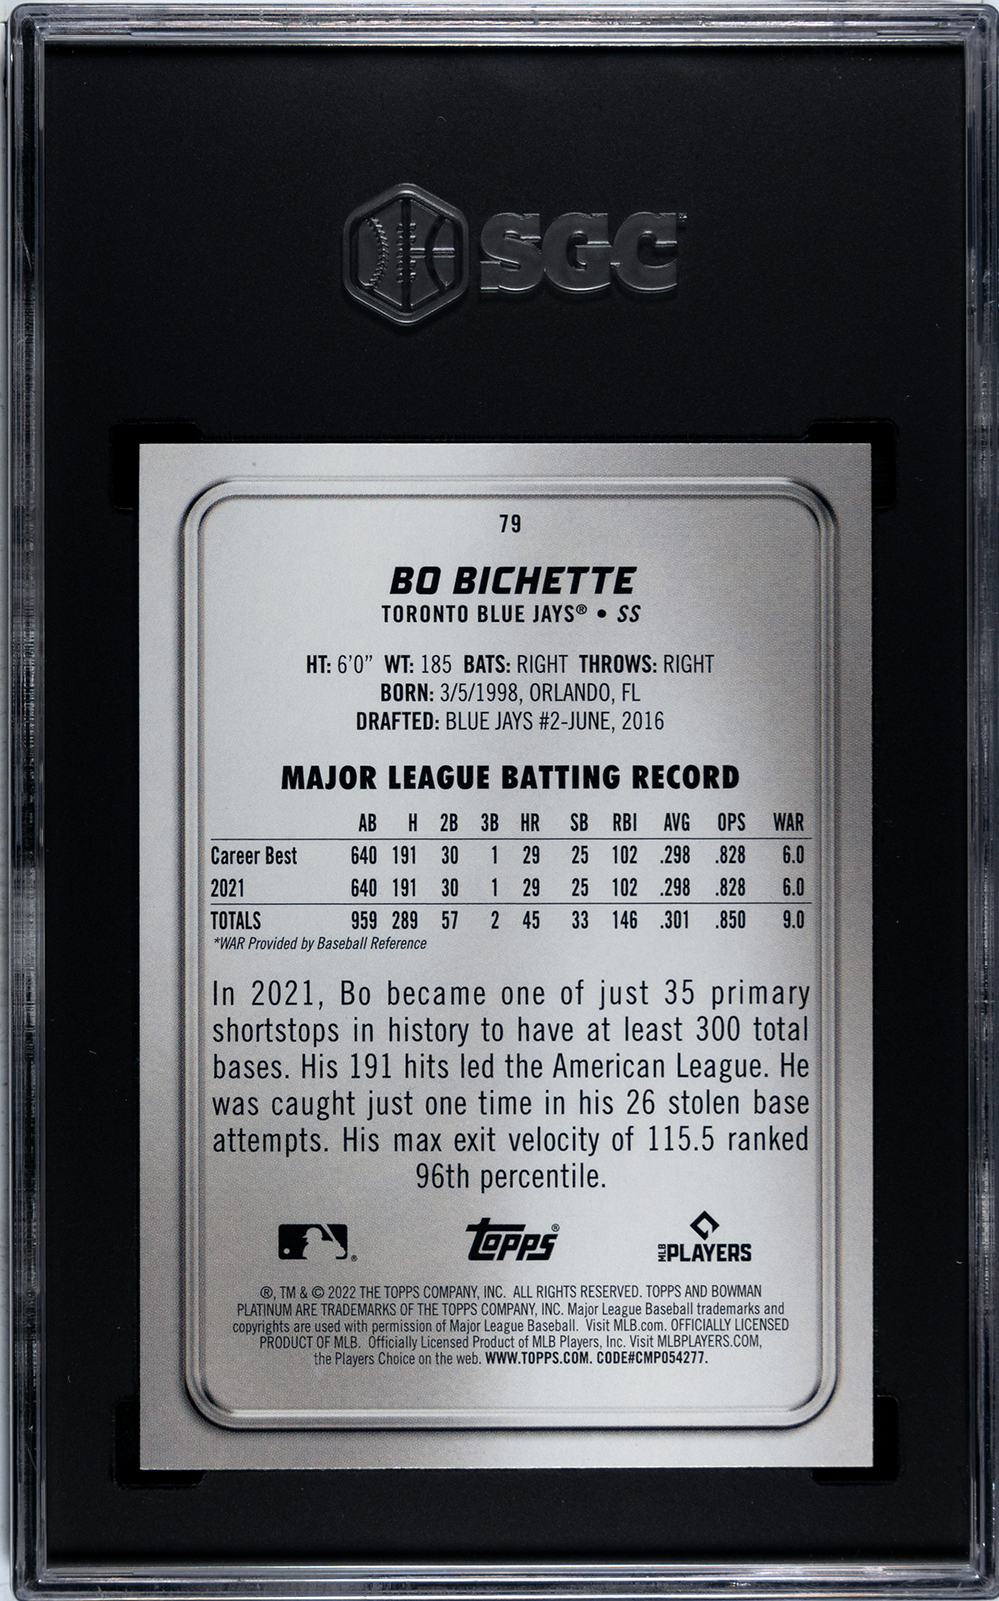 SGC
79
BO BICHETTE
TORONTO BLUE JAYS® • SS
HT: 6'0" WT: 185 BATS: RIGHT THROWS: RIGHT
BORN: 3/5/1998, ORLANDO, FL
DRAFTED: BLUE JAYS #2-JUNE, 2016
MAJOR LEAGUE BATTING RECORD
AB H 2B 3B HR SB RBI AVG OPS WAR
Career Best 640 191 30 1 29 25 102 .298 .828 6.0
2021 640 191 30 1 29 25 102 .298 .828 6.0
TOTALS 959 289 57 2 45 33 146 .301 .850 9.0
*WAR Provided by Baseball Reference
In 2021, Bo became one of just 35 primary
shortstops in history to have at least 300 total
bases. His 191 hits led the American League. He
was caught just one time in his 26 stolen base
attempts. His max exit velocity of 115.5 ranked
96th percentile.
® Topps® MLB PLAYERS
®, TM & © 2022 THE TOPPS COMPANY, INC. ALL RIGHTS RESERVED. TOPPS AND BOWMAN
PLATINUM ARE TRADEMARKS OF THE TOPPS COMPANY, INC. Major League Baseball trademarks and
copyrights are used with permission of Major League Baseball. Visit MLB.com. OFFICIALLY LICENSED
PRODUCT OF MLB. Officially Licensed Product of MLB Players, Inc. Visit MLBPLAYERS.COM,
the Players Choice on the web. WWW.TOPPS.COM. CODE#CMP054277.